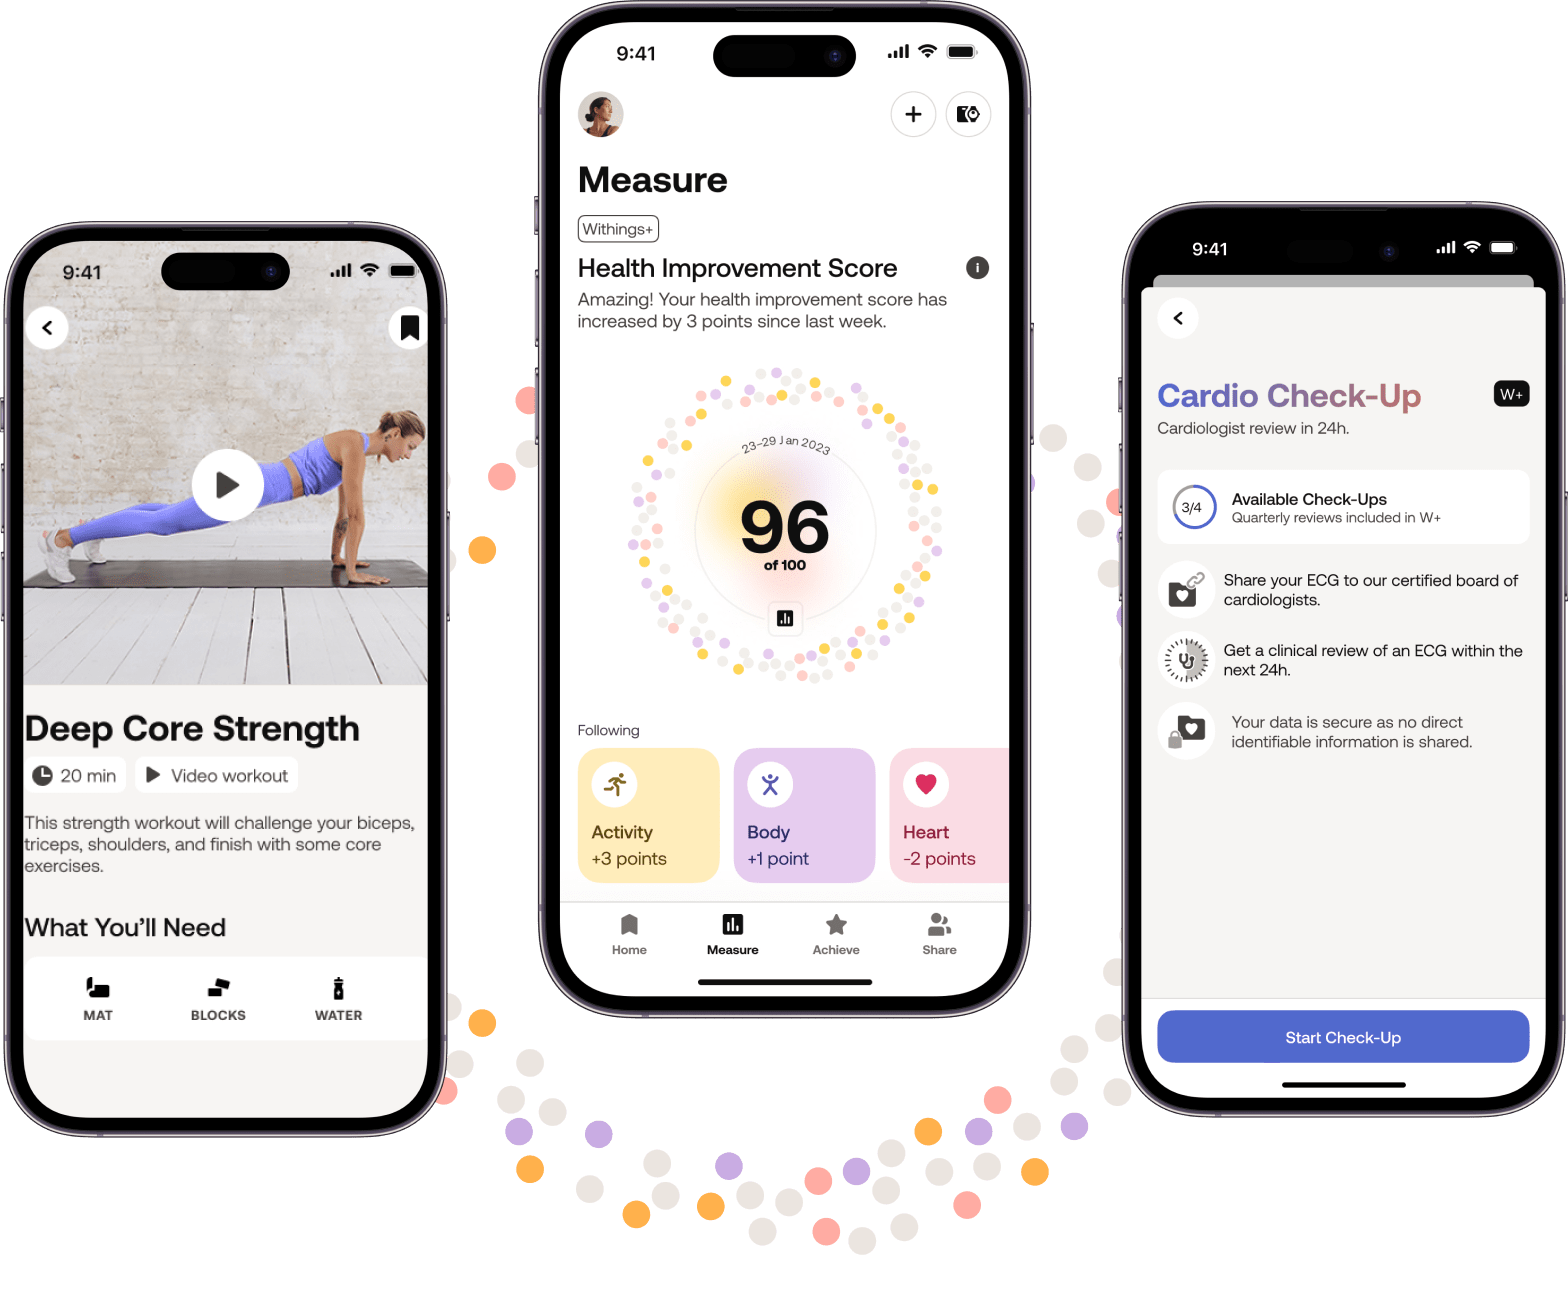 9:41
Deep Core Strength
20 min
Video workout
This strength workout will challenge your biceps,
triceps, shoulders, and finish with some core
exercises.
What You'll Need
MAT
BLOCKS
WATER
9:41
Measure
Withings+
Health Improvement Score
Amazing! Your health improvement score has
increased by 3 points since last week.
23-29 Jan 2023
96
of 100
Following
Activity
+3 points
Body
+1 point
Heart
-2 points
Home
Measure
Achieve
Share
9:41
Cardio Check-Up
W+
Cardiologist review in 24h.
3/4
Available Check-Ups
Quarterly reviews included in W+
Share your ECG to our certified board of
cardiologists.
Get a clinical review of an ECG within the
next 24h.
Your data is secure as no direct
identifiable information is shared.
Start Check-Up